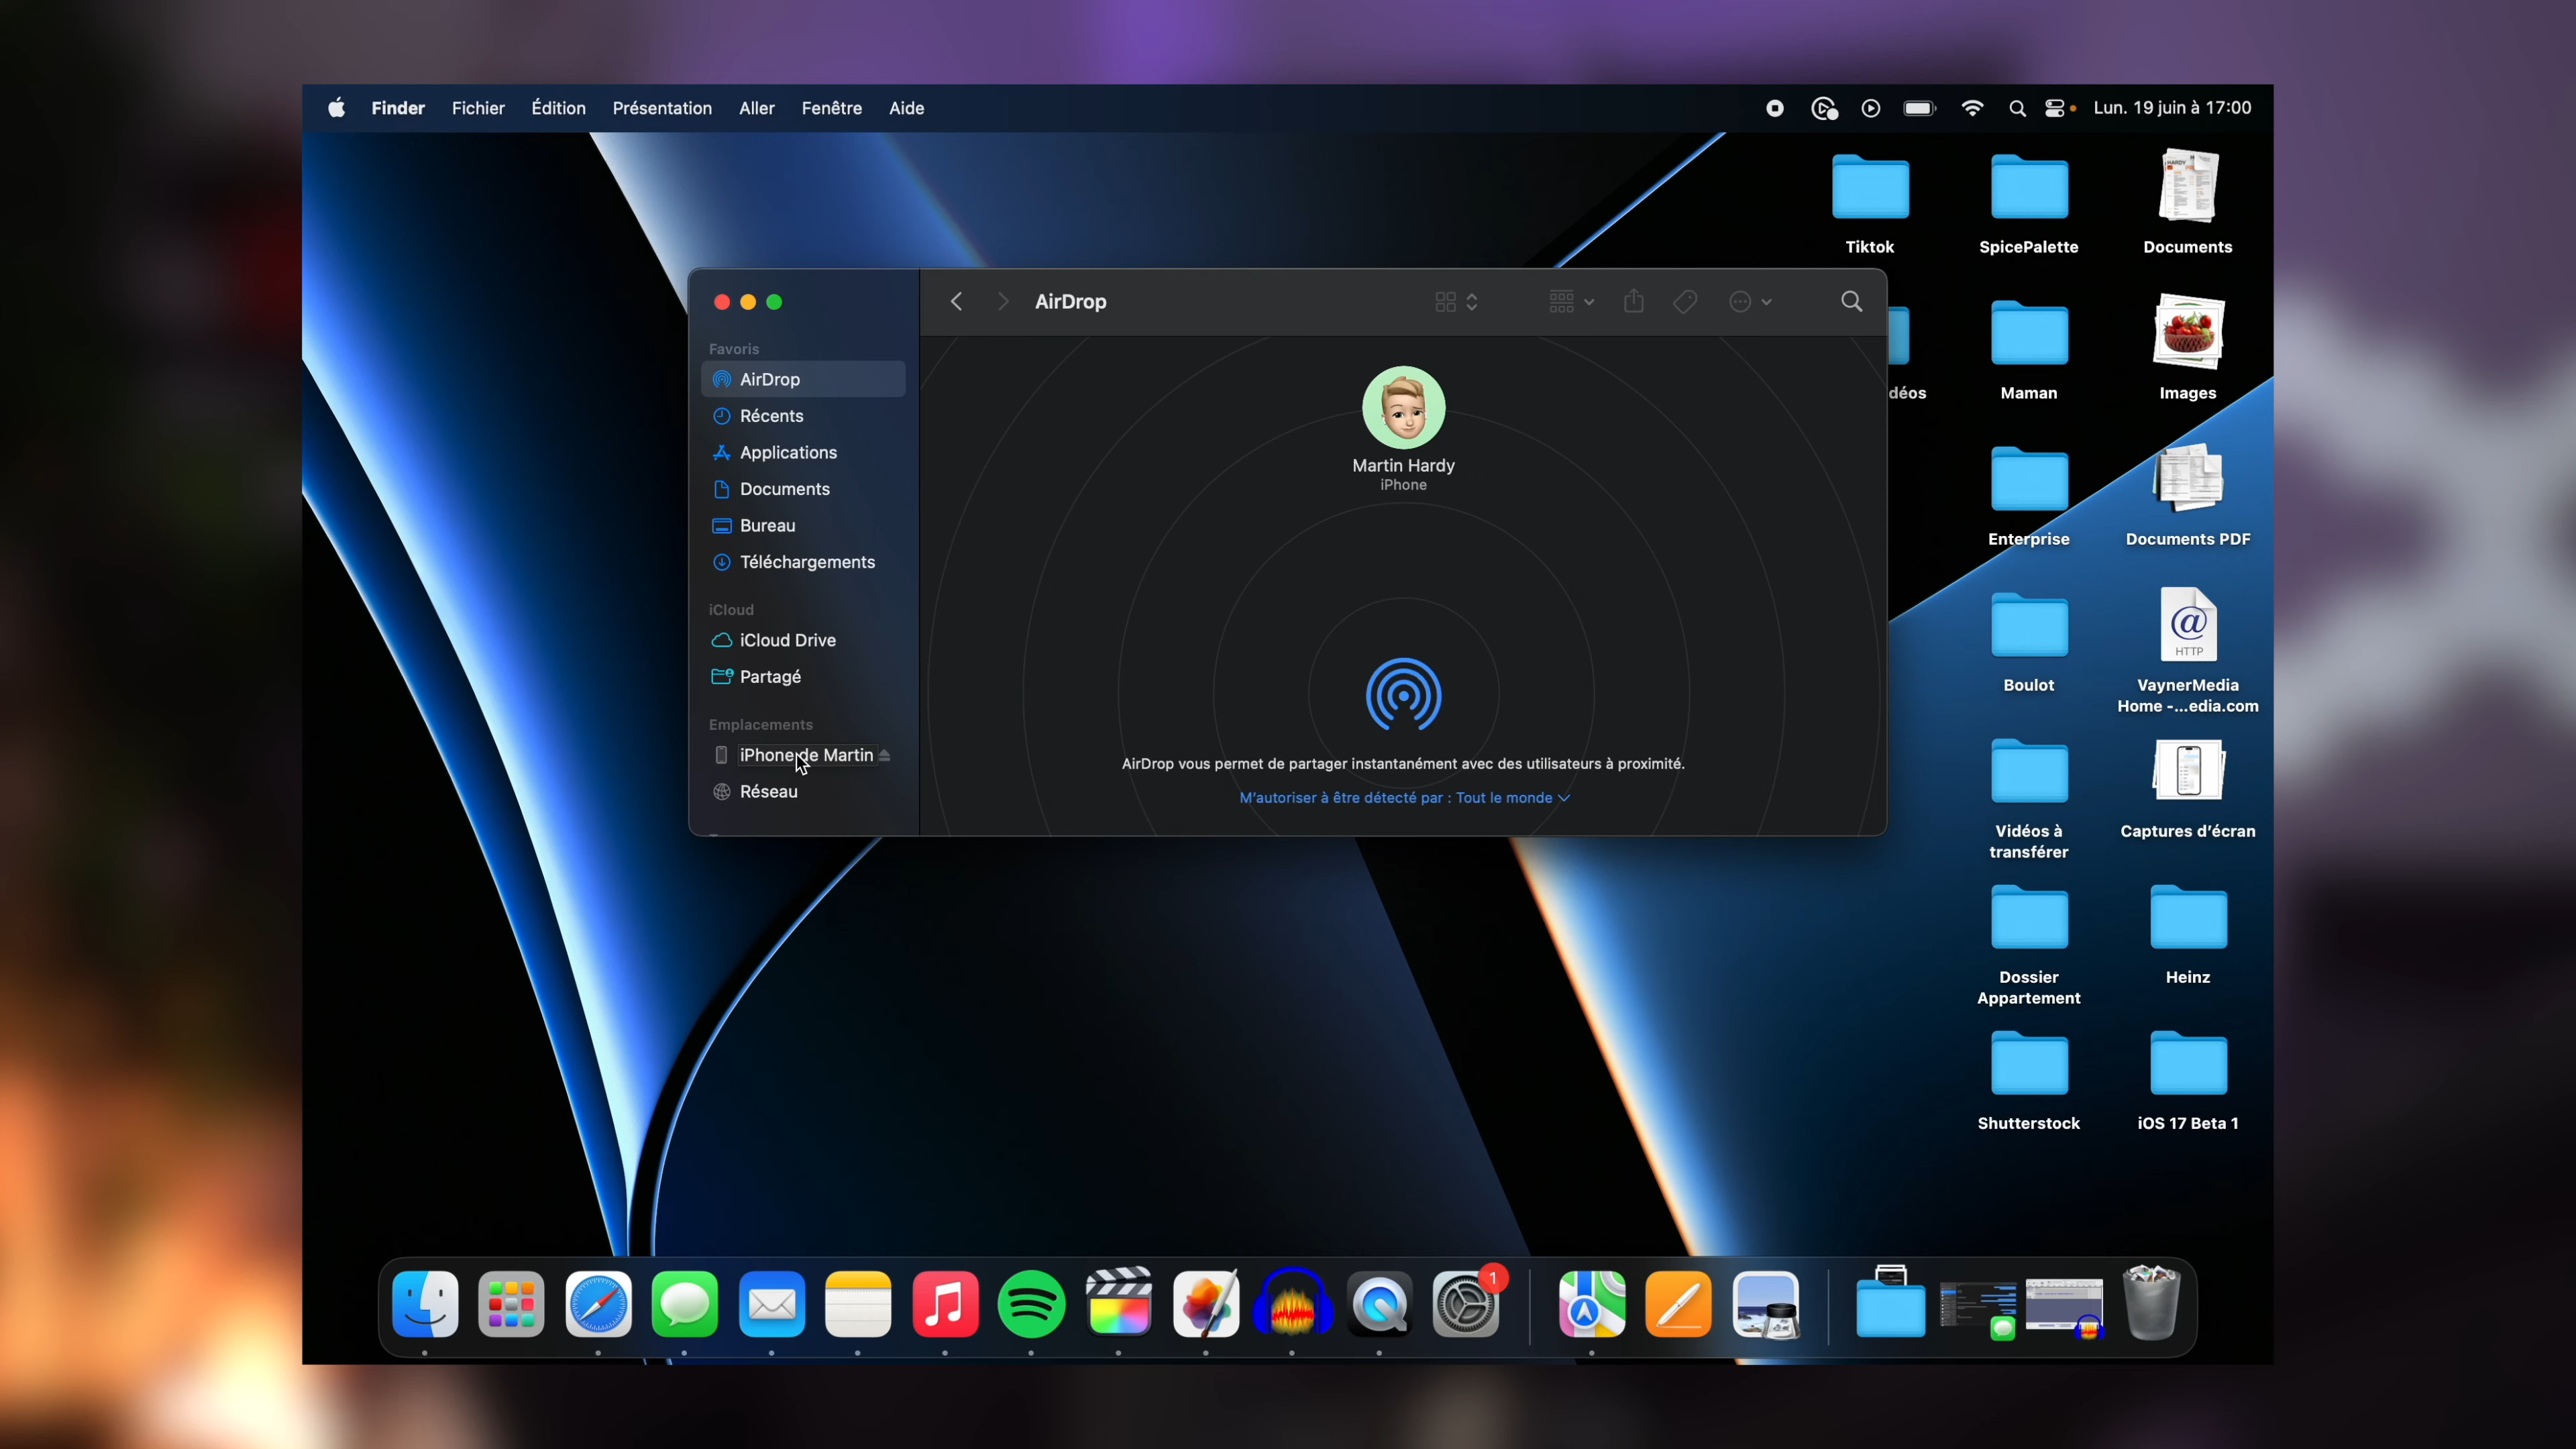 Finder Fichier Édition Présentation Aller Fenêtre Aide
Lun. 19 juin à 17:00
AirDrop
Favoris
AirDrop
Récents
Applications
Documents
Bureau
Téléchargements
iCloud
iCloud Drive
Partagé
Emplacements
iPhone de Martin
Réseau
Martin Hardy
iPhone
AirDrop vous permet de partager instantanément avec des utilisateurs à proximité.
M'autoriser à être détecté par : Tout le monde
Tiktok
SpicePalette
Documents
déos
Maman
Images
Enterprise
Documents PDF
Boulot
HTTP
VaynerMedia
Home -...edia.com
Vidéos à
transférer
Captures d'écran
Dossier
Appartement
Heinz
Shutterstock
iOS 17 Beta 1
1